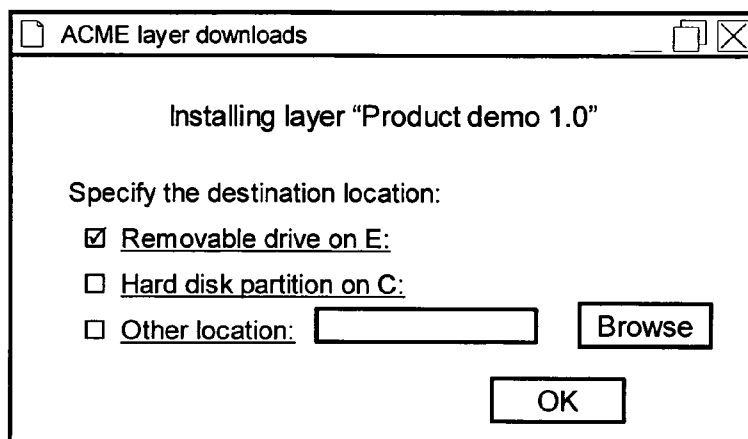 ACME layer downloads
Installing layer “Product demo 1.0”
Specify the destination location:
Removable drive on E:
Hard disk partition on C:
Other location:
Browse
OK